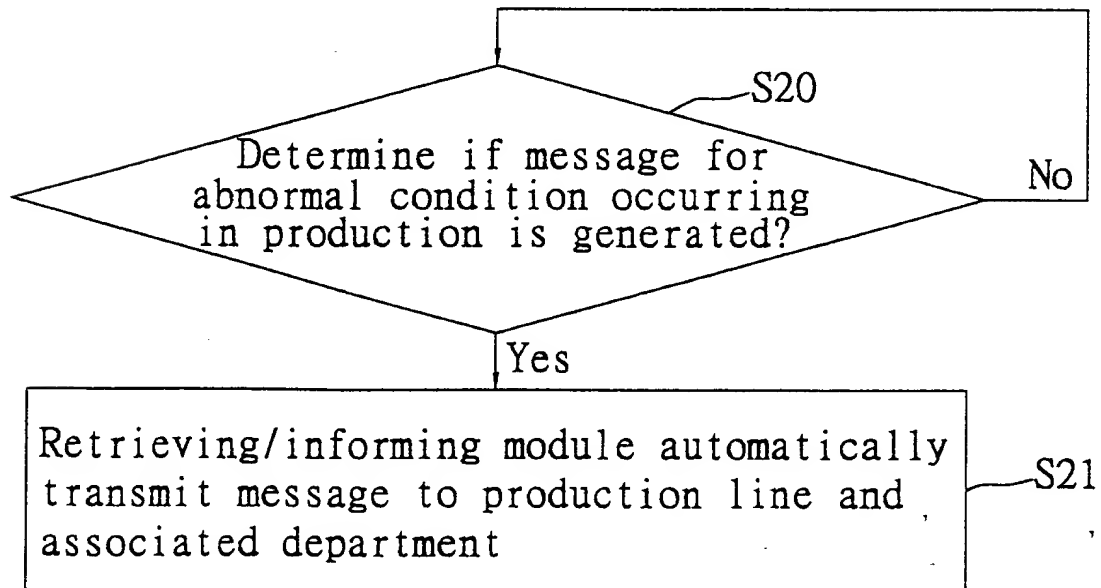 S20
Determine if message for
abnormal condition occurring
in production is generated?
No
Yes
Retrieving/informing module automatically
transmit message to production line and
associated department
S21